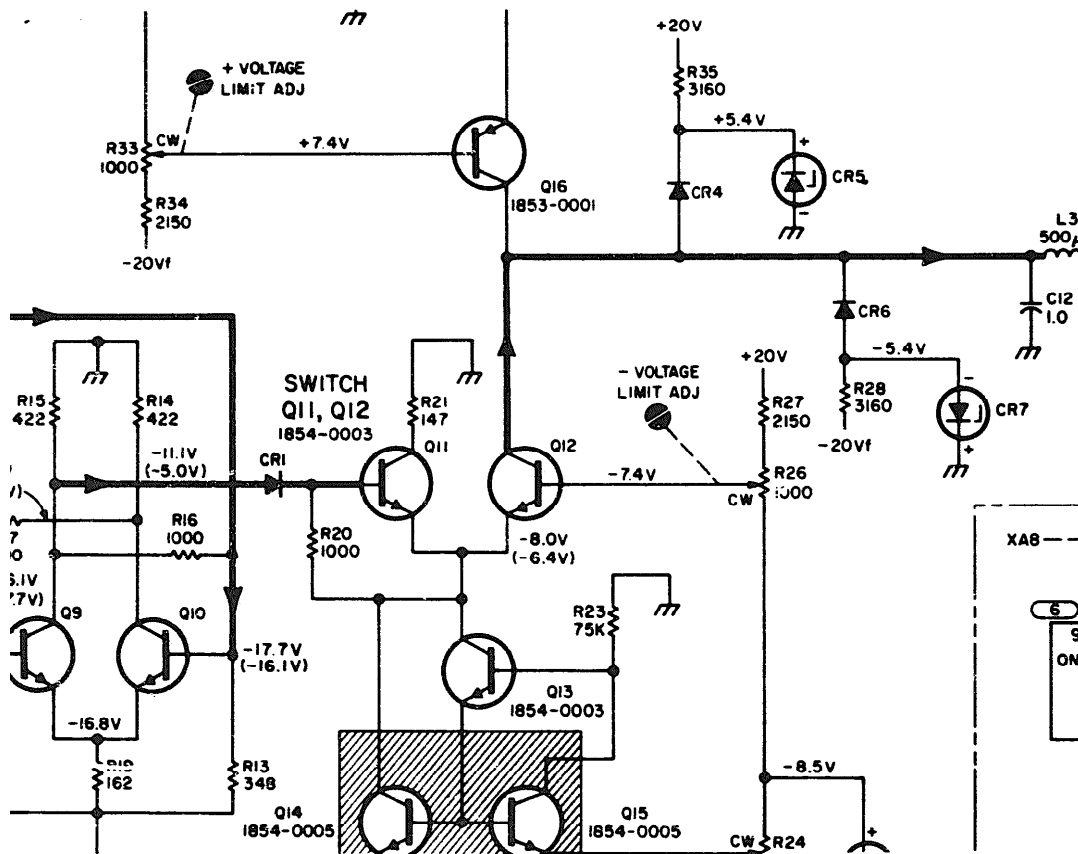 +20V
+ VOLTAGE
LIMIT ADJ
R35
3160
+5.4V
+
R33
1000
CW
+7.4V
CR5
Q16
1853-0001
CR4
-
R34
2150
-20Vf
L3
500
CR6
C12
1.0
-5.4V
-
+20V
SWITCH
Q11, Q12
1854-0003
- VOLTAGE
LIMIT ADJ
R15
422
R14
422
R21
147
R27
2150
R28
3160
CR7
-20Vf
+
-11.1V
(-5.0V)
CR1
Q11
Q12
-7.4V
R26
1000
CW
R16
1000
R20
1000
-8.0V
(-6.4V)
XA8
6
Q9
Q10
R23
75K
ON
-17.7V
(-16.1V)
Q13
1854-0003
-16.8V
162
R13
348
-8.5V
Q14
1854-0005
Q15
1854-0005
CW
R24
+